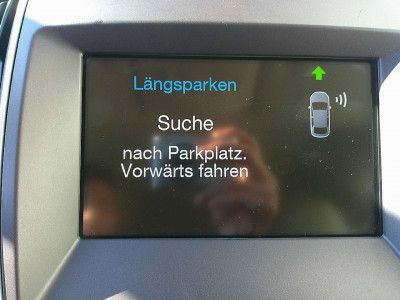 Längsparken
Suche
nach Parkplatz.
Vorwärts fahren